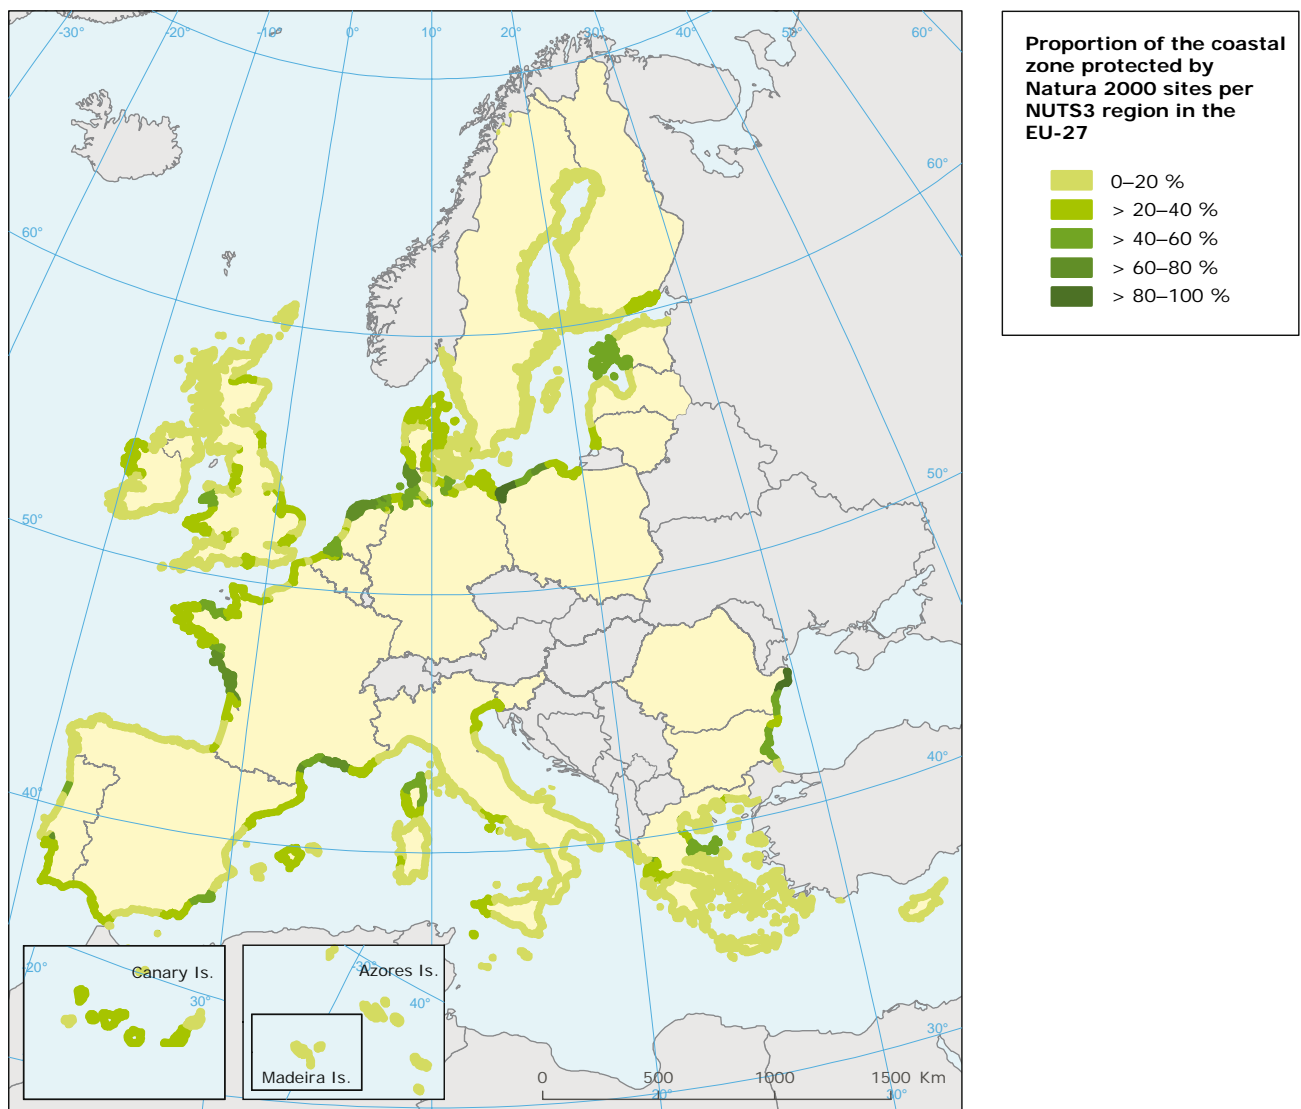 -30°
-20°
-10°
0°
10°
20°
30°
40°
50°
60°
60°
60°
50°
50°
40°
40°
30°
20°
30°
Canary Is.
20°
30°
Azores Is.
-30°
40°
Madeira Is.
0 500 1000 1500 Km
Proportion of the coastal
zone protected by
Natura 2000 sites per
NUTS3 region in the
EU-27
0–20 %
> 20–40 %
> 40–60 %
> 60–80 %
> 80–100 %